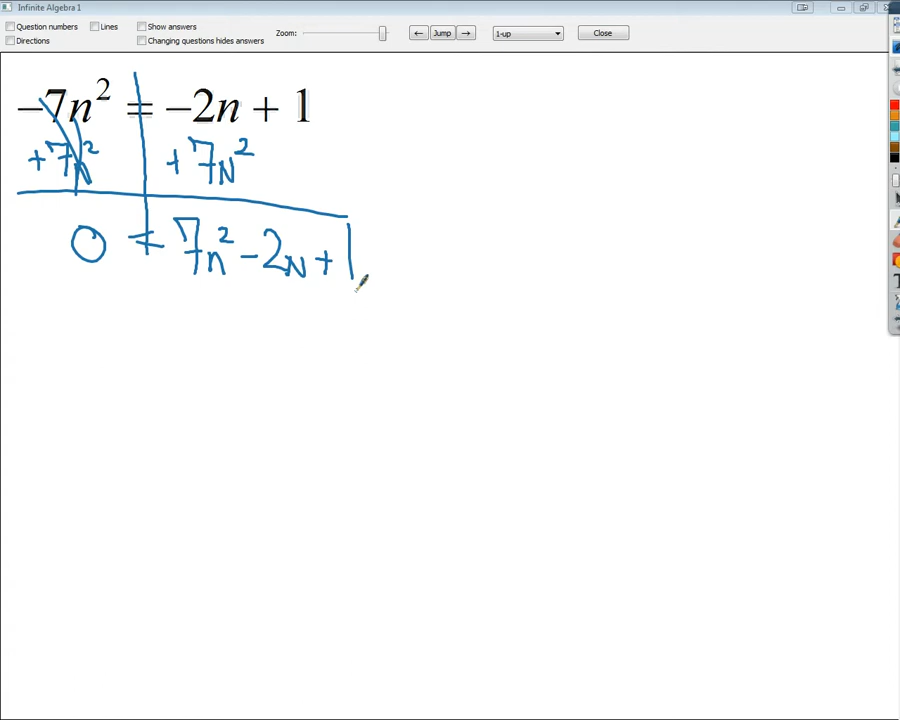 Infinite Algebra 1
Question numbers Lines Show answers
Directions Changing questions hides answers
Zoom: ← Jump → 1-up Close
−7n² = −2n + 1
+7n² +7N²
0 = 7n² −2N + 1
T